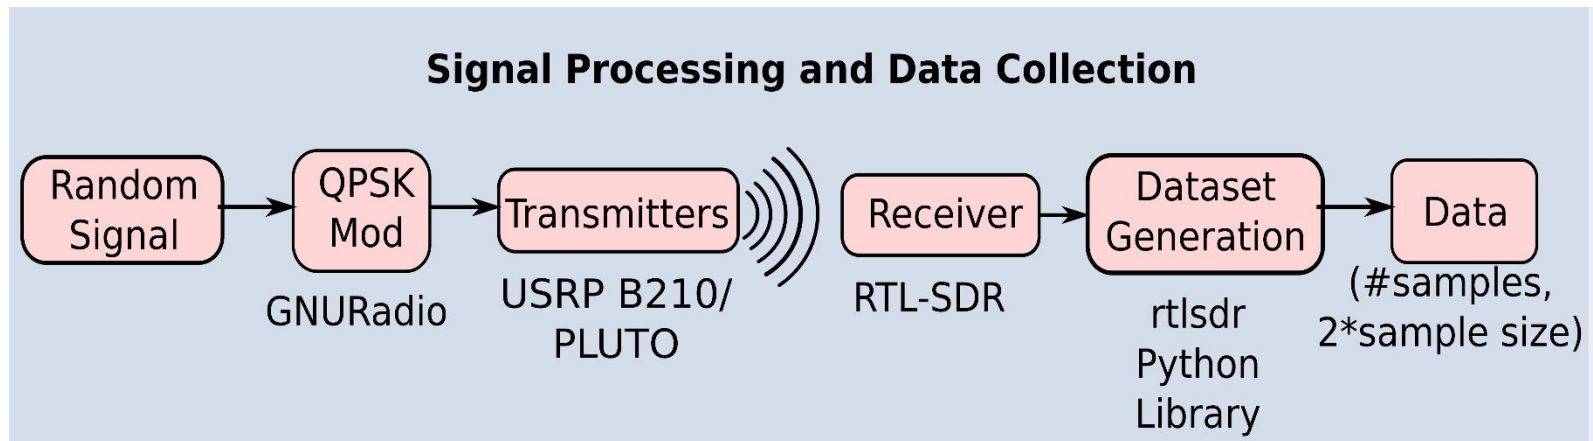 Signal Processing and Data Collection
Random
Signal
QPSK
Mod
GNURadio
Transmitters
USRP B210/
PLUTO
Receiver
RTL-SDR
Dataset
Generation
rtlsdr
Python
Library
Data
(#samples,
2*sample size)